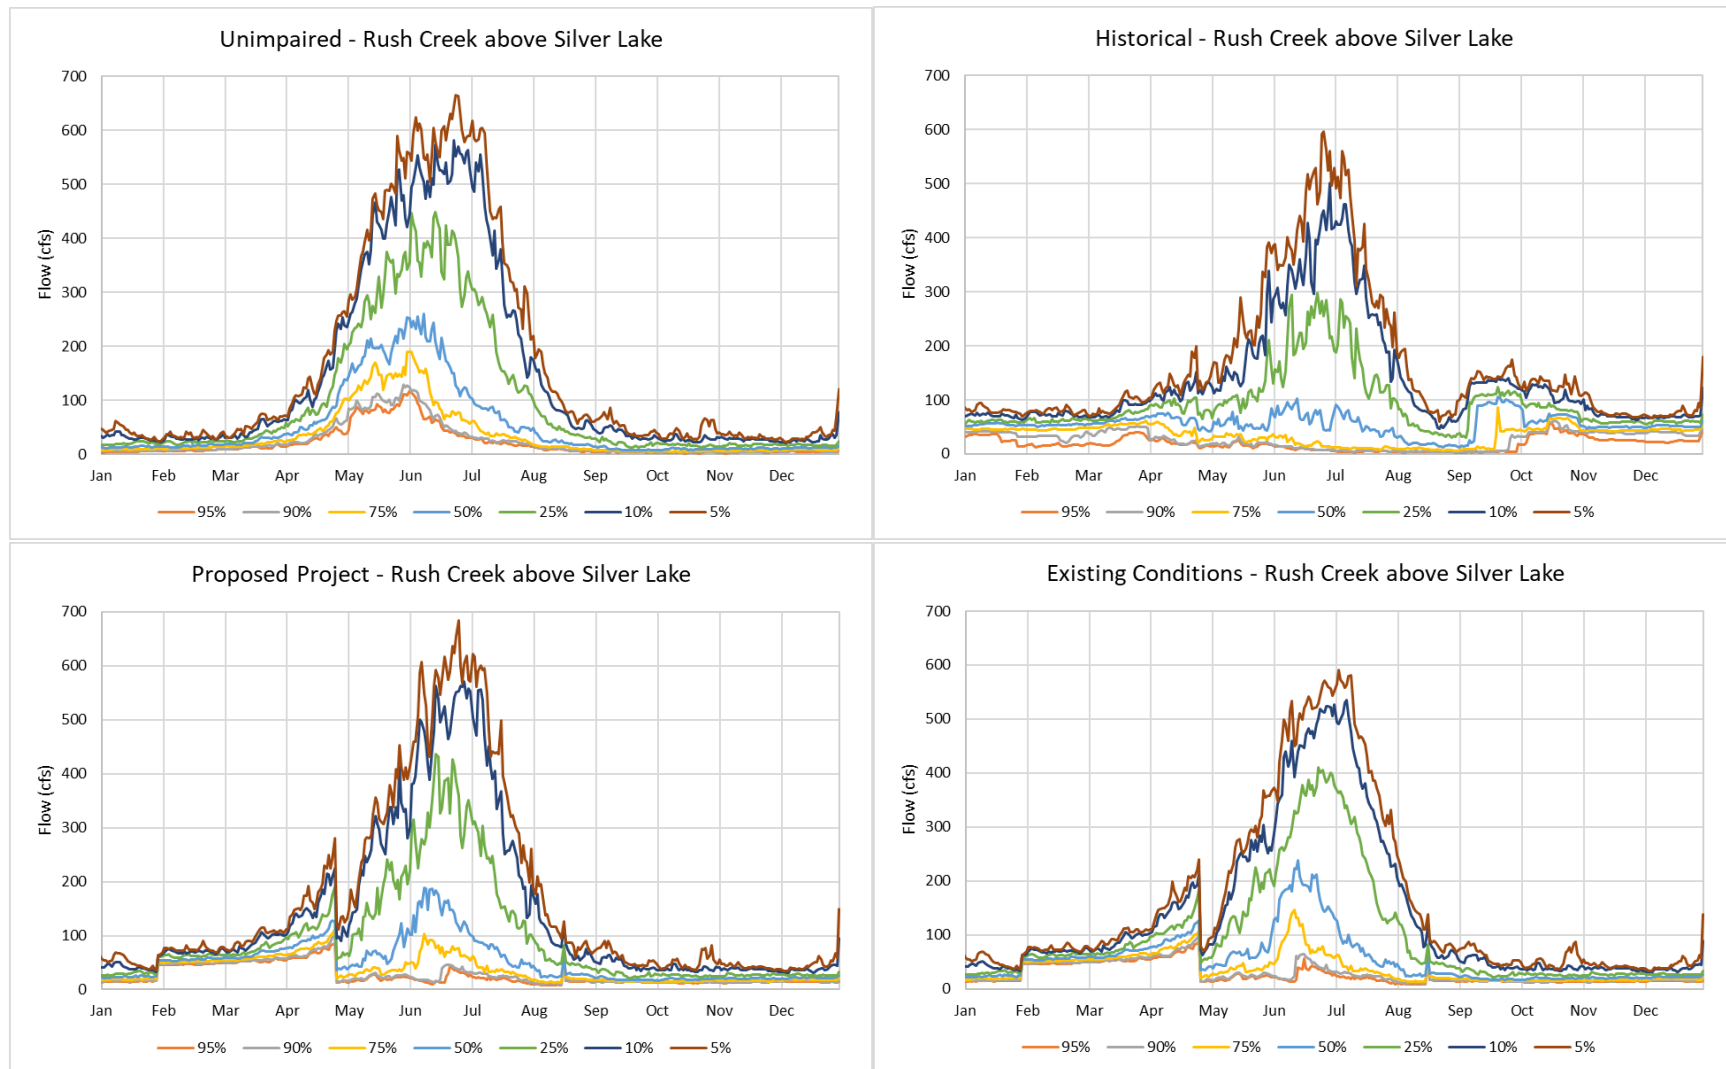 Unimpaired - Rush Creek above Silver Lake
700
600
500
400
300
200
100
0
Flow (cfs)
Jan Feb Mar Apr May Jun Jul Aug Sep Oct Nov Dec
95% 90% 75% 50% 25% 10% 5%
Historical - Rush Creek above Silver Lake
700
600
500
400
300
200
100
0
Flow (cfs)
Jan Feb Mar Apr May Jun Jul Aug Sep Oct Nov Dec
95% 90% 75% 50% 25% 10% 5%
Proposed Project - Rush Creek above Silver Lake
700
600
500
400
300
200
100
0
Flow (cfs)
Jan Feb Mar Apr May Jun Jul Aug Sep Oct Nov Dec
95% 90% 75% 50% 25% 10% 5%
Existing Conditions - Rush Creek above Silver Lake
700
600
500
400
300
200
100
0
Flow (cfs)
Jan Feb Mar Apr May Jun Jul Aug Sep Oct Nov Dec
95% 90% 75% 50% 25% 10% 5%